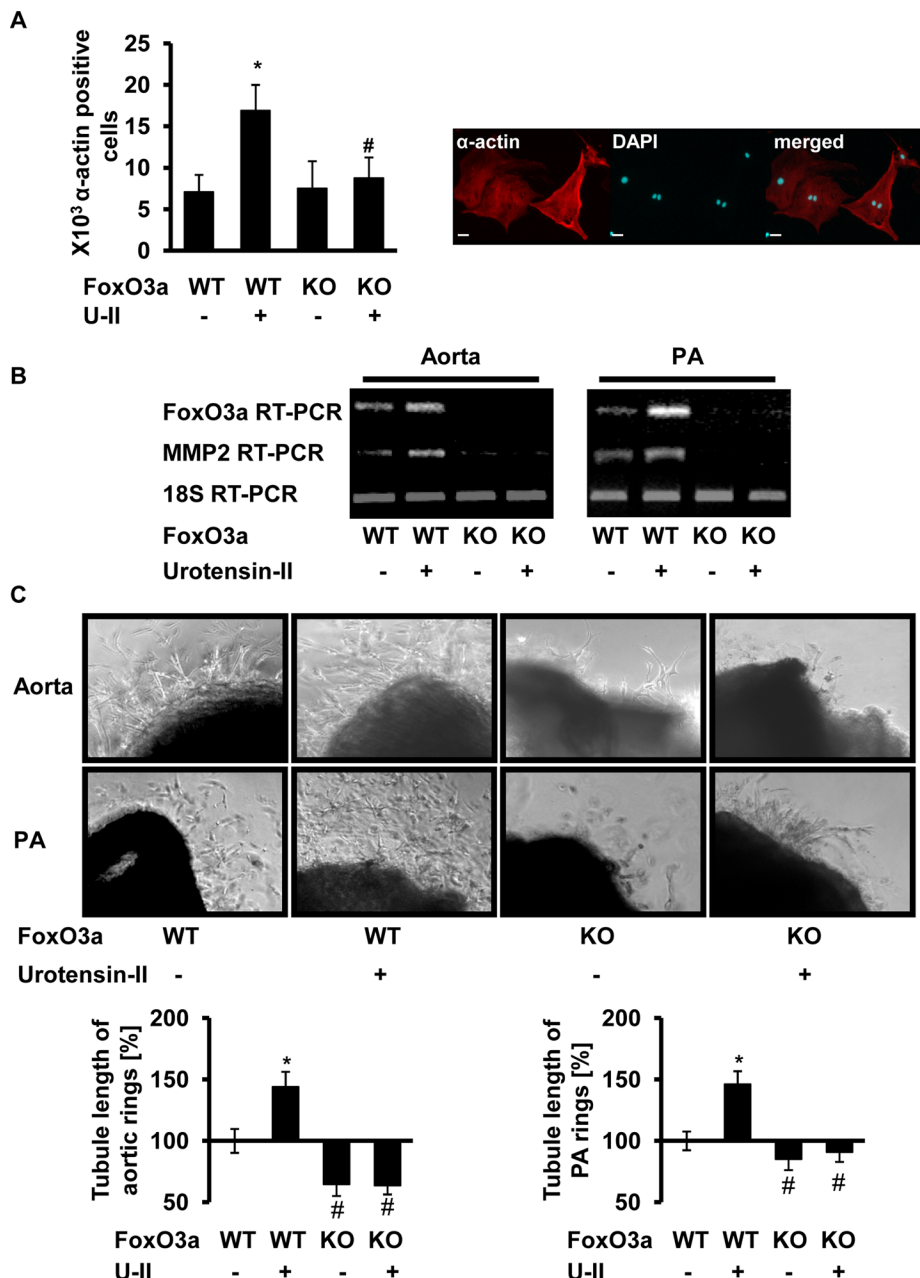 A
25
20
15
10
5
0
X10³ α-actin positive
cells
*
#
FoxO3a WT WT KO KO
U-II - + - +
α-actin DAPI merged
B
Aorta PA
FoxO3a RT-PCR
MMP2 RT-PCR
18S RT-PCR
FoxO3a WT WT KO KO WT WT KO KO
Urotensin-II - + - + - + - +
C
Aorta
PA
FoxO3a WT WT KO KO
Urotensin-II - + - +
Tubule length of
aortic rings [%]
200
150
100
50
*
# #
FoxO3a WT WT KO KO
U-II - + - +
Tubule length of
PA rings [%]
200
150
100
50
*
# #
FoxO3a WT WT KO KO
U-II - + - +